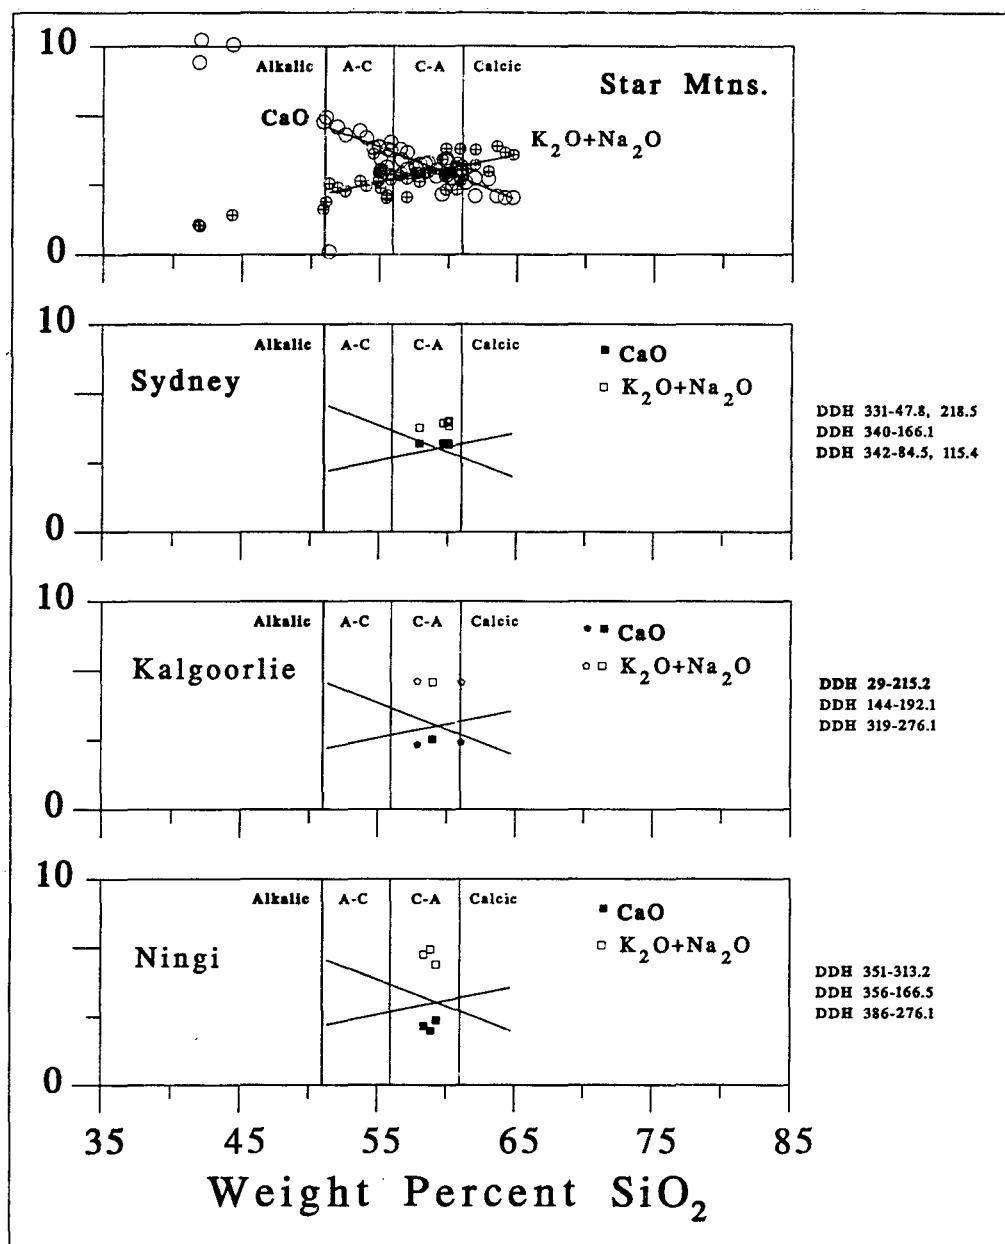 10
Alkalic A-C C-A Calcic
Star Mtns.
CaO
K2O+Na2O
0
10
Alkalic A-C C-A Calcic
Sydney
CaO
K2O+Na2O
DDH 331-47.8, 218.5
DDH 340-166.1
DDH 342-84.5, 115.4
0
10
Alkalic A-C C-A Calcic
Kalgoorlie
CaO
K2O+Na2O
DDH 29-215.2
DDH 144-192.1
DDH 319-276.1
0
10
Alkalic A-C C-A Calcic
Ningi
CaO
K2O+Na2O
DDH 351-313.2
DDH 356-166.5
DDH 386-276.1
0
35 45 55 65 75 85
Weight Percent SiO2